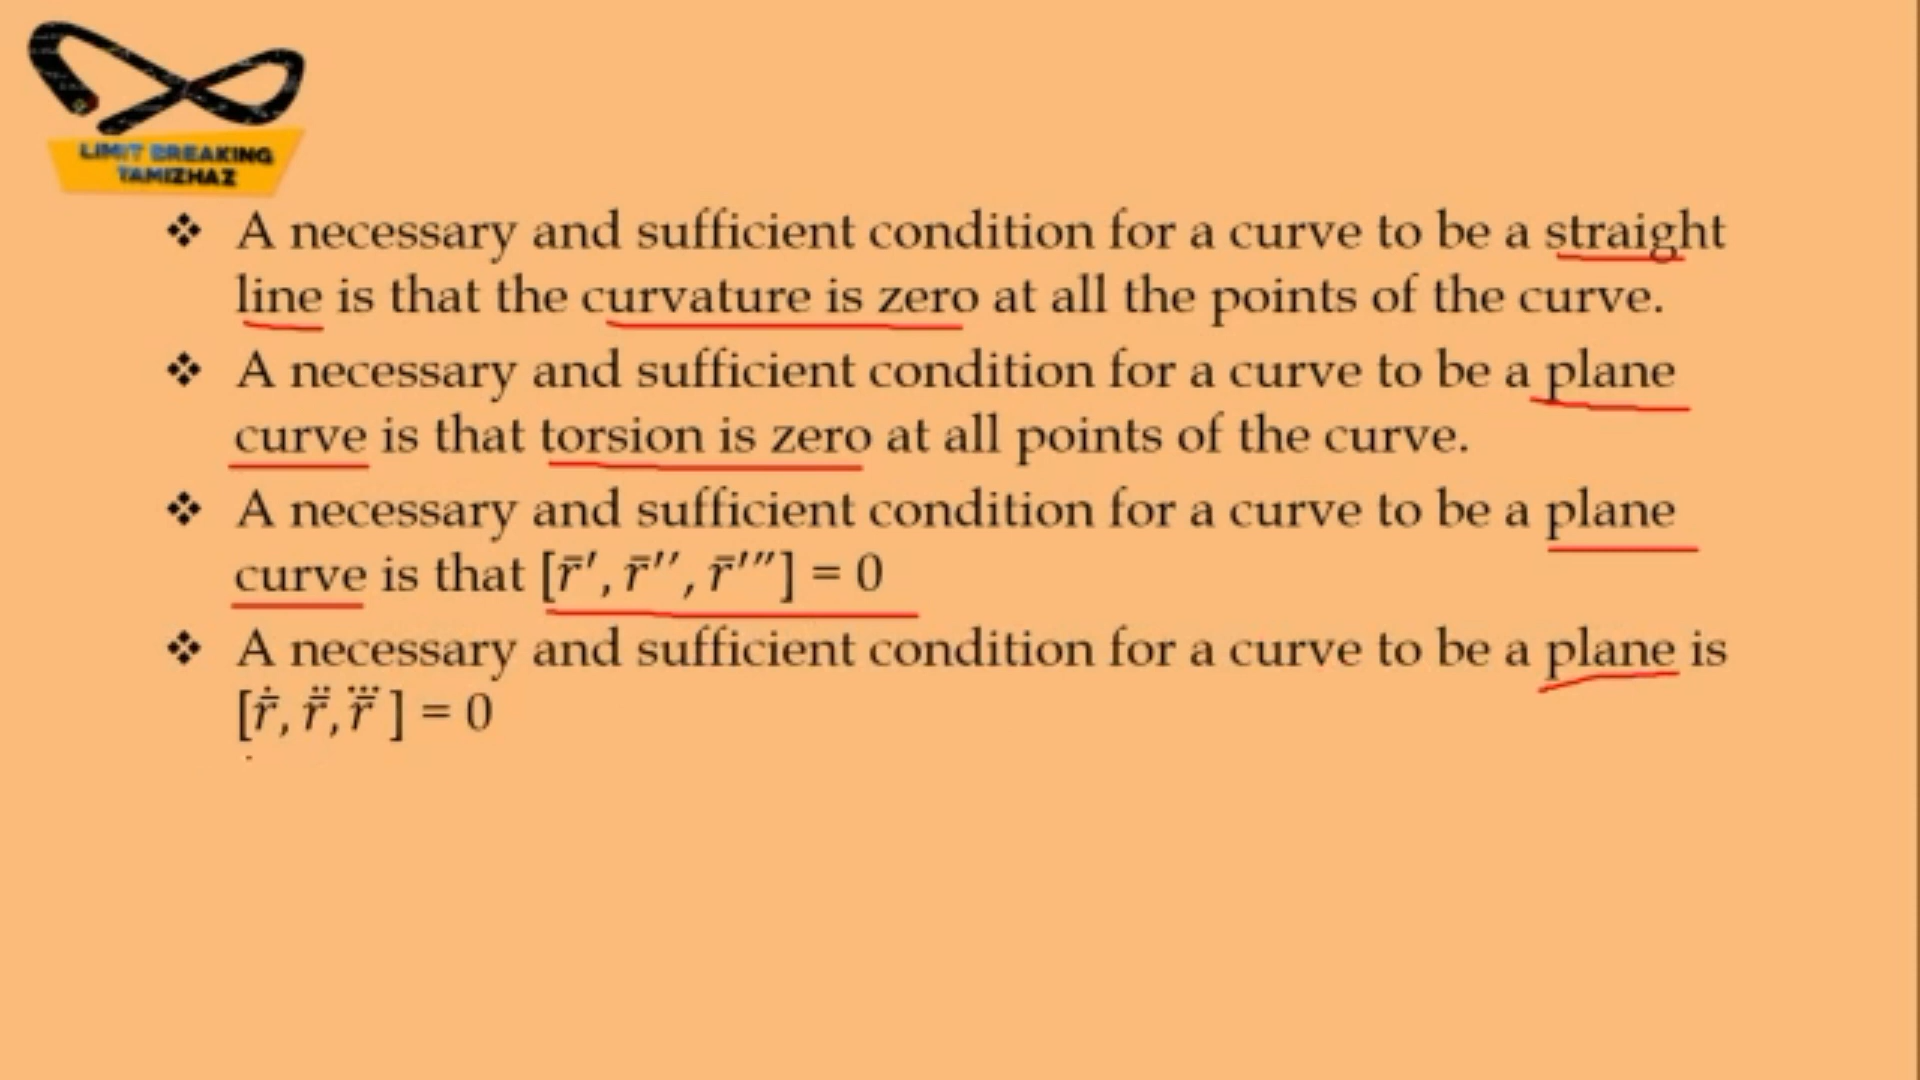 LIMIT BREAKING
TAMIZHAZ
❖ A necessary and sufficient condition for a curve to be a straight
line is that the curvature is zero at all the points of the curve.
❖ A necessary and sufficient condition for a curve to be a plane
curve is that torsion is zero at all points of the curve.
❖ A necessary and sufficient condition for a curve to be a plane
curve is that [r̄′, r̄′′, r̄′′′] = 0
❖ A necessary and sufficient condition for a curve to be a plane is
[ṙ̄, r̈̄, r⃛̄ ] = 0